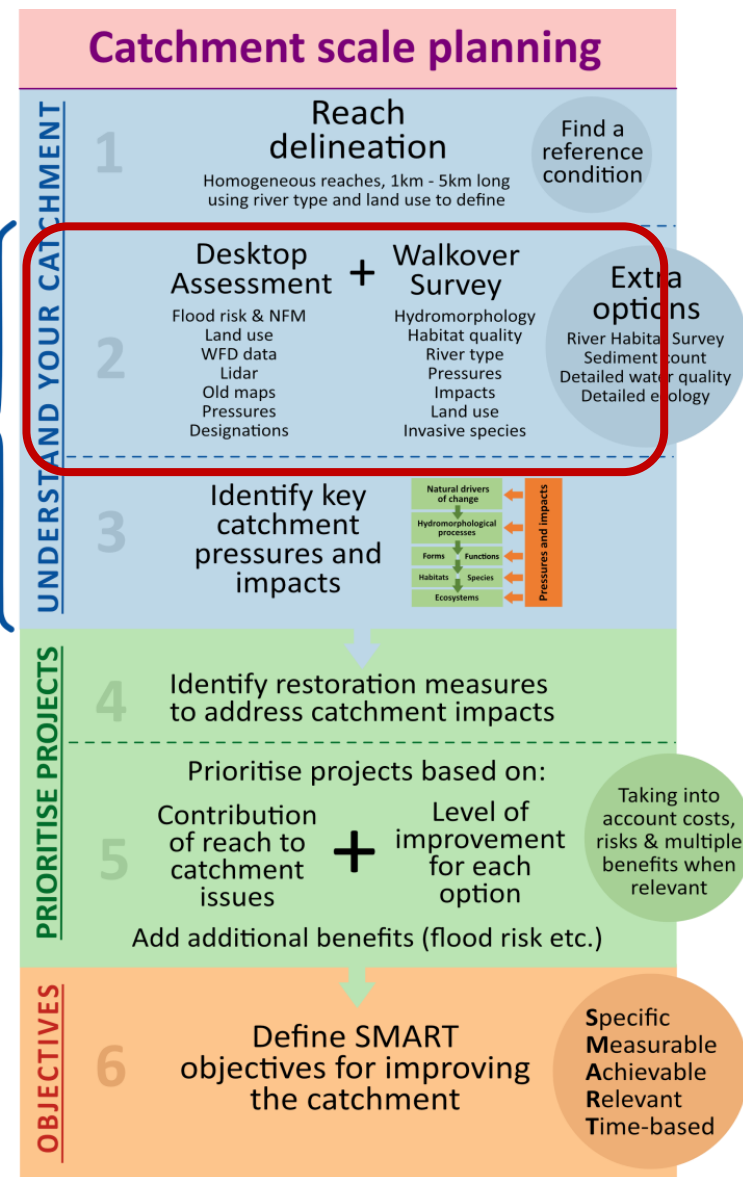 Catchment scale planning
UNDERSTAND YOUR CATCHMENT
1
Reach
delineation
Homogeneous reaches, 1km - 5km long
using river type and land use to define
Find a
reference
condition
2
Desktop
Assessment
Flood risk & NFM
Land use
WFD data
Lidar
Old maps
Pressures
Designations
+
Walkover
Survey
Hydromorphology
Habitat quality
River type
Pressures
Impacts
Land use
Invasive species
Extra
options
River Habitat Survey
Sediment count
Detailed water quality
Detailed ecology
3
Identify key
catchment
pressures and
impacts
Natural drivers
of change
Hydromorphological
processes
Forms Functions
Habitats Species
Ecosystems
Pressures and impacts
PRIORITISE PROJECTS
4
Identify restoration measures
to address catchment impacts
5
Prioritise projects based on:
Contribution
of reach to
catchment
issues
+
Level of
improvement
for each
option
Add additional benefits (flood risk etc.)
Taking into
account costs,
risks & multiple
benefits when
relevant
OBJECTIVES
6
Define SMART
objectives for improving
the catchment
Specific
Measurable
Achievable
Relevant
Time-based